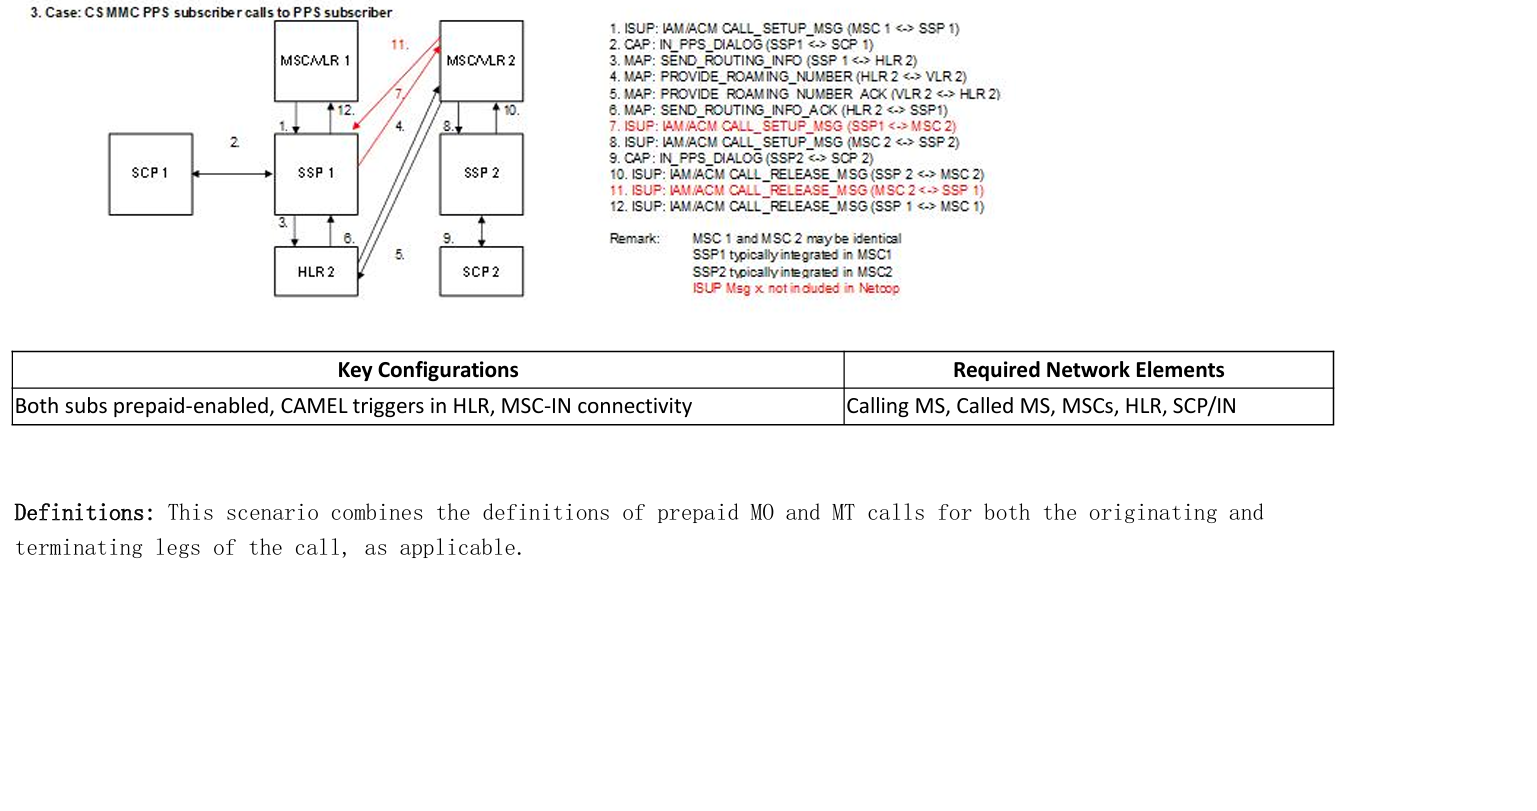 3. Case: CS MMC PPS subscriber calls to PPS subscriber
MSC/VLR 1
MSC/VLR 2
11.
7.
12.
10.
1.
4.
8.
2.
SCP 1
SSP 1
SSP 2
3.
6.
5.
9.
HLR 2
SCP 2
1. ISUP: IAM/ACM CALL_SETUP_MSG (MSC 1 <-> SSP 1)
2. CAP: IN_PPS_DIALOG (SSP1 <-> SCP 1)
3. MAP: SEND_ROUTING_INFO (SSP 1 <-> HLR 2)
4. MAP: PROVIDE_ROAMING_NUMBER (HLR 2 <-> VLR 2)
5. MAP: PROVIDE_ROAMING_NUMBER_ACK (VLR 2 <-> HLR 2)
6. MAP: SEND_ROUTING_INFO_ACK (HLR 2 <-> SSP1)
7. ISUP: IAM/ACM CALL_SETUP_MSG (SSP1 <-> MSC 2)
8. ISUP: IAM/ACM CALL_SETUP_MSG (MSC 2 <-> SSP 2)
9. CAP: IN_PPS_DIALOG (SSP2 <-> SCP 2)
10. ISUP: IAM/ACM CALL_RELEASE_MSG (SSP 2 <-> MSC 2)
11. ISUP: IAM/ACM CALL_RELEASE_MSG (MSC 2 <-> SSP 1)
12. ISUP: IAM/ACM CALL_RELEASE_MSG (SSP 1 <-> MSC 1)
Remark: MSC 1 and MSC 2 may be identical
SSP1 typically integrated in MSC1
SSP2 typically integrated in MSC2
ISUP Msg x. not included in Netcop
Key Configurations Required Network Elements
Both subs prepaid-enabled, CAMEL triggers in HLR, MSC-IN connectivity Calling MS, Called MS, MSCs, HLR, SCP/IN
Definitions: This scenario combines the definitions of prepaid MO and MT calls for both the originating and
terminating legs of the call, as applicable.